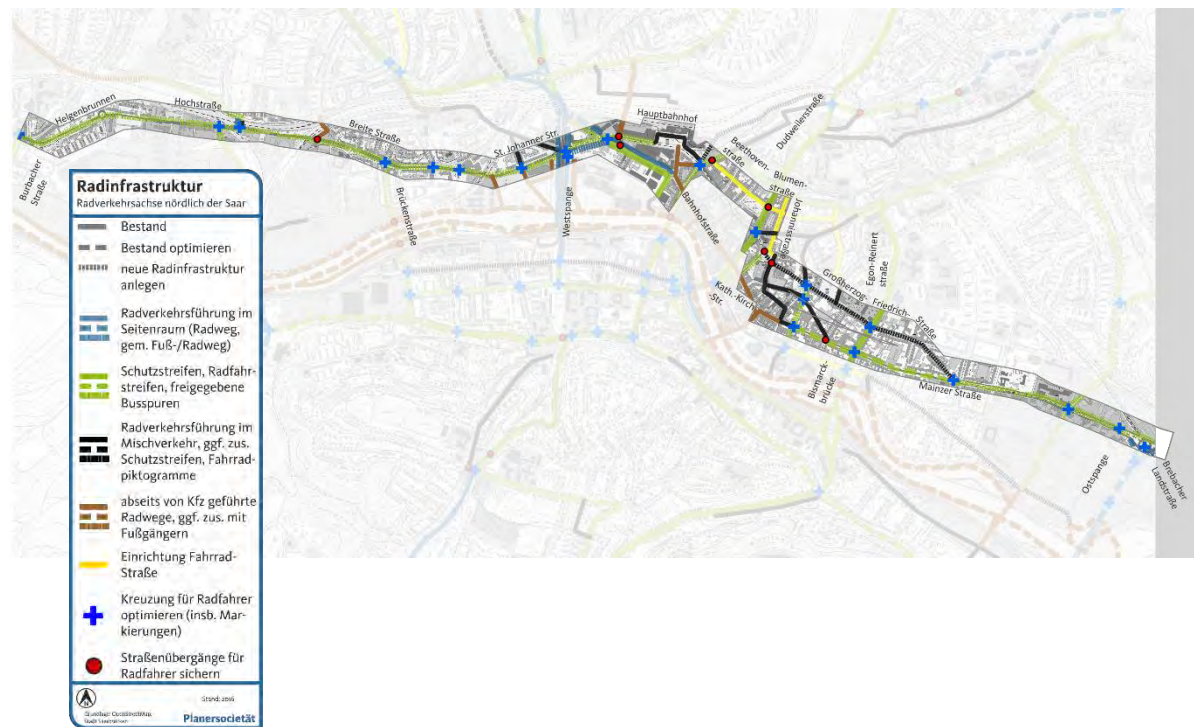 Helgenbrunnen
Hochstraße
Breite Straße
St. Johanner Str.
Hauptbahnhof
Beethoven-
straße
Blumen-
straße
Dudweilerstraße
Burbacher
Straße
Brückenstraße
Westspange
Bahnhofstraße
Johannisstraße
Kath.-Kirch-
Str.
Großherzog-
Friedrich-
Straße
Egon-Reinert
straße
Bismarck-
brücke
Mainzer Straße
Ostspange
Brebacher
Landstraße
Radinfrastruktur
Radverkehrsachse nördlich der Saar
Bestand
Bestand optimieren
neue Radinfrastruktur
anlegen
Radverkehrsführung im
Seitenraum (Radweg,
gem. Fuß-/Radweg)
Schutzstreifen, Radfahr-
streifen, freigegebene
Busspuren
Radverkehrsführung im
Mischverkehr, ggf. zus.
Schutzstreifen, Fahrrad-
piktogramme
abseits von Kfz geführte
Radwege, ggf. zus. mit
Fußgängern
Einrichtung Fahrrad-
Straße
Kreuzung für Radfahrer
optimieren (insb. Mar-
kierungen)
Straßenübergänge für
Radfahrer sichern
Stand: 2016
Planersocietät